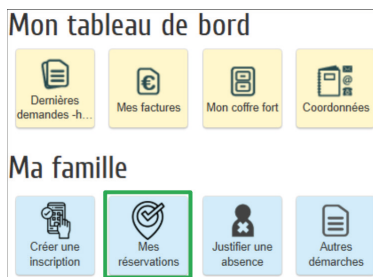 Mon tableau de bord
Dernières
demandes -h...
Mes factures
Mon coffre fort
Coordonnées
Ma famille
Créer une
inscription
Mes
réservations
Justifier une
absence
Autres
démarches